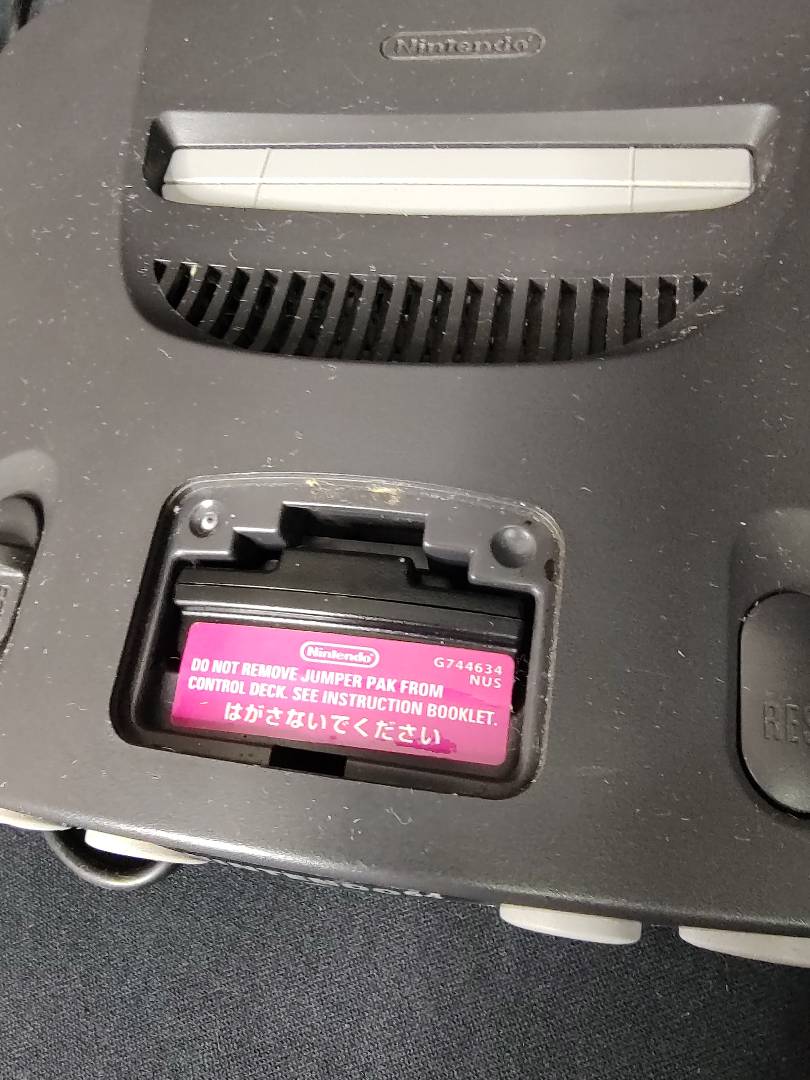 Nintendo
Nintendo
G744634
NUS
DO NOT REMOVE JUMPER PAK FROM
CONTROL DECK. SEE INSTRUCTION BOOKLET.
はがさないでください
RES